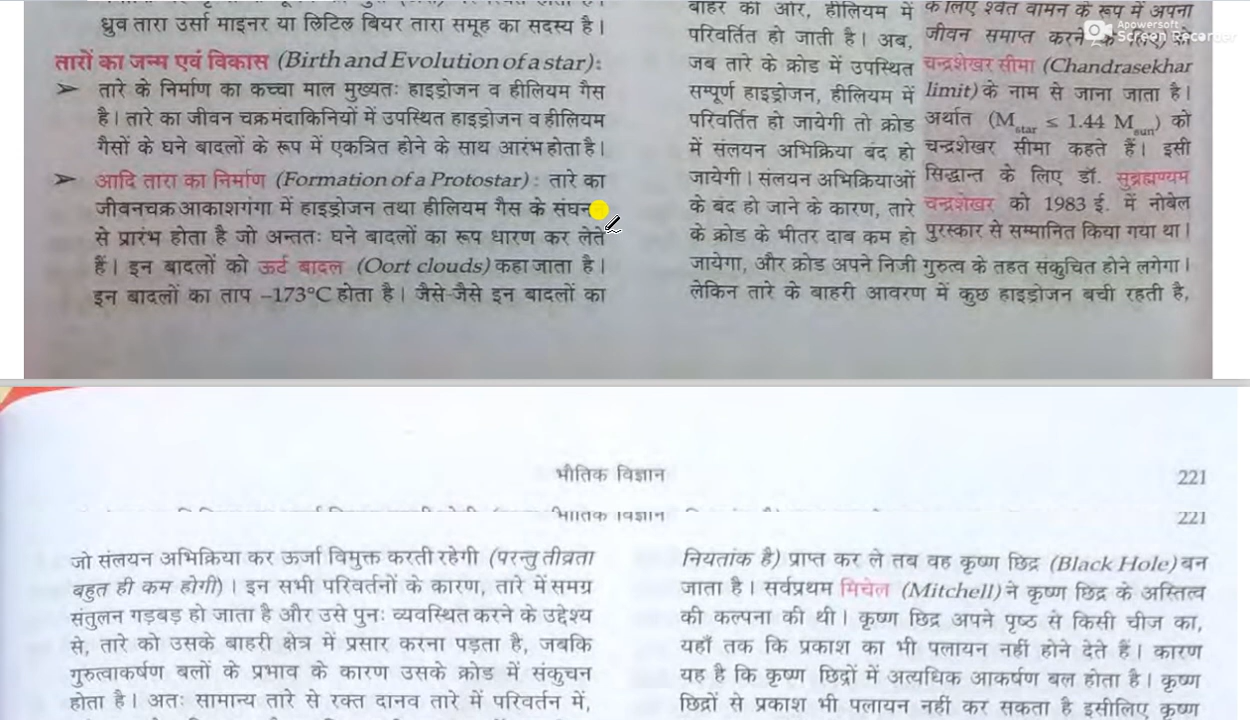 ध्रुव तारा उर्सा माइनर या लिटिल बियर तारा समूह का सदस्य है।
तारों का जन्म एवं विकास (Birth and Evolution of a star):
➤ तारे के निर्माण का कच्चा माल मुख्यतः हाइड्रोजन व हीलियम गैस
है। तारे का जीवन चक्र मंदाकिनियों में उपस्थित हाइड्रोजन व हीलियम
गैसों के घने बादलों के रूप में एकत्रित होने के साथ आरंभ होता है।
➤ आदि तारा का निर्माण (Formation of a Protostar) : तारे का
जीवनचक्र आकाशगंगा में हाइड्रोजन तथा हीलियम गैस के संघन
से प्रारंभ होता है जो अन्ततः घने बादलों का रूप धारण कर लेते
हैं। इन बादलों को ऊर्ट बादल (Oort clouds) कहा जाता है।
इन बादलों का ताप –173°C होता है। जैसे-जैसे इन बादलों का
बाहर की ओर, हीलियम में
परिवर्तित हो जाती है। अब,
जब तारे के क्रोड में उपस्थित
सम्पूर्ण हाइड्रोजन, हीलियम में
परिवर्तित हो जायेगी तो क्रोड
में संलयन अभिक्रिया बंद हो
जायेगी। संलयन अभिक्रियाओं
के बंद हो जाने के कारण, तारे
के क्रोड के भीतर दाब कम हो
के लिए श्वेत वामन के रूप में अपना
जीवन समाप्त करने के
चन्द्रशेखर सीमा (Chandrasekhar
limit) के नाम से जाना जाता है।
अर्थात (M star ≤ 1.44 M sun) को
चन्द्रशेखर सीमा कहते हैं। इसी
सिद्धान्त के लिए डॉ. सुब्रह्मण्यम
चन्द्रशेखर को 1983 ई. में नोबेल
पुरस्कार से सम्मानित किया गया था।
जायेगा, और क्रोड अपने निजी गुरुत्व के तहत संकुचित होने लगेगा।
लेकिन तारे के बाहरी आवरण में कुछ हाइड्रोजन बची रहती है,
Apowersoft
Screen Recorder
भौतिक विज्ञान 221
भौतिक विज्ञान 221
जो संलयन अभिक्रिया कर ऊर्जा विमुक्त करती रहेगी (परन्तु तीव्रता
बहुत ही कम होगी)। इन सभी परिवर्तनों के कारण, तारे में समग्र
संतुलन गड़बड़ हो जाता है और उसे पुनः व्यवस्थित करने के उद्देश्य
से, तारे को उसके बाहरी क्षेत्र में प्रसार करना पड़ता है, जबकि
गुरुत्वाकर्षण बलों के प्रभाव के कारण उसके क्रोड में संकुचन
होता है। अतः सामान्य तारे से रक्त दानव तारे में परिवर्तन में,
नियतांक है) प्राप्त कर ले तब वह कृष्ण छिद्र (Black Hole) बन
जाता है। सर्वप्रथम मिचेल (Mitchell) ने कृष्ण छिद्र के अस्तित्व
की कल्पना की थी। कृष्ण छिद्र अपने पृष्ठ से किसी चीज का,
यहाँ तक कि प्रकाश का भी पलायन नहीं होने देते हैं। कारण
यह है कि कृष्ण छिद्रों में अत्यधिक आकर्षण बल होता है। कृष्ण
छिद्रों से प्रकाश भी पलायन नहीं कर सकता है इसीलिए कृष्ण